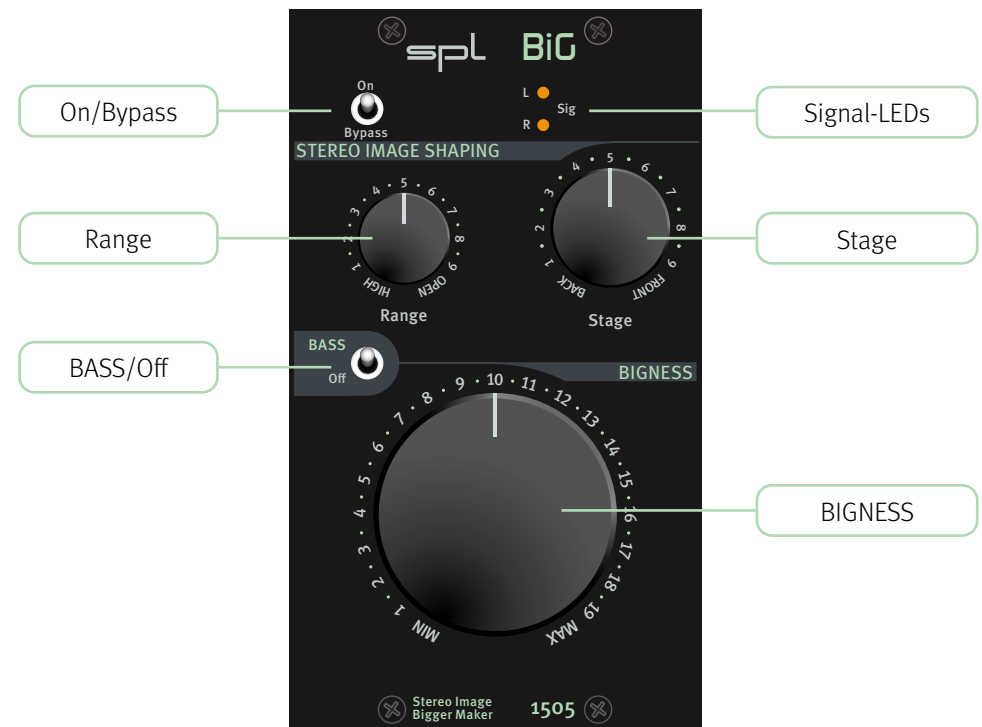 spl BiG
On
L
Sig
R
Bypass
On/Bypass
Signal-LEDs
STEREO IMAGE SHAPING
HIGH 1 2 3 4 5 6 7 8 9 OPEN
Range
BACK 1 2 3 4 5 6 7 8 9 FRONT
Stage
Range
Stage
BASS
Off
BASS/Off
BIGNESS
MIN 1 2 3 4 5 6 7 8 9 10 11 12 13 14 15 16 17 18 19 MAX
BIGNESS
Stereo Image
Bigger Maker
1505